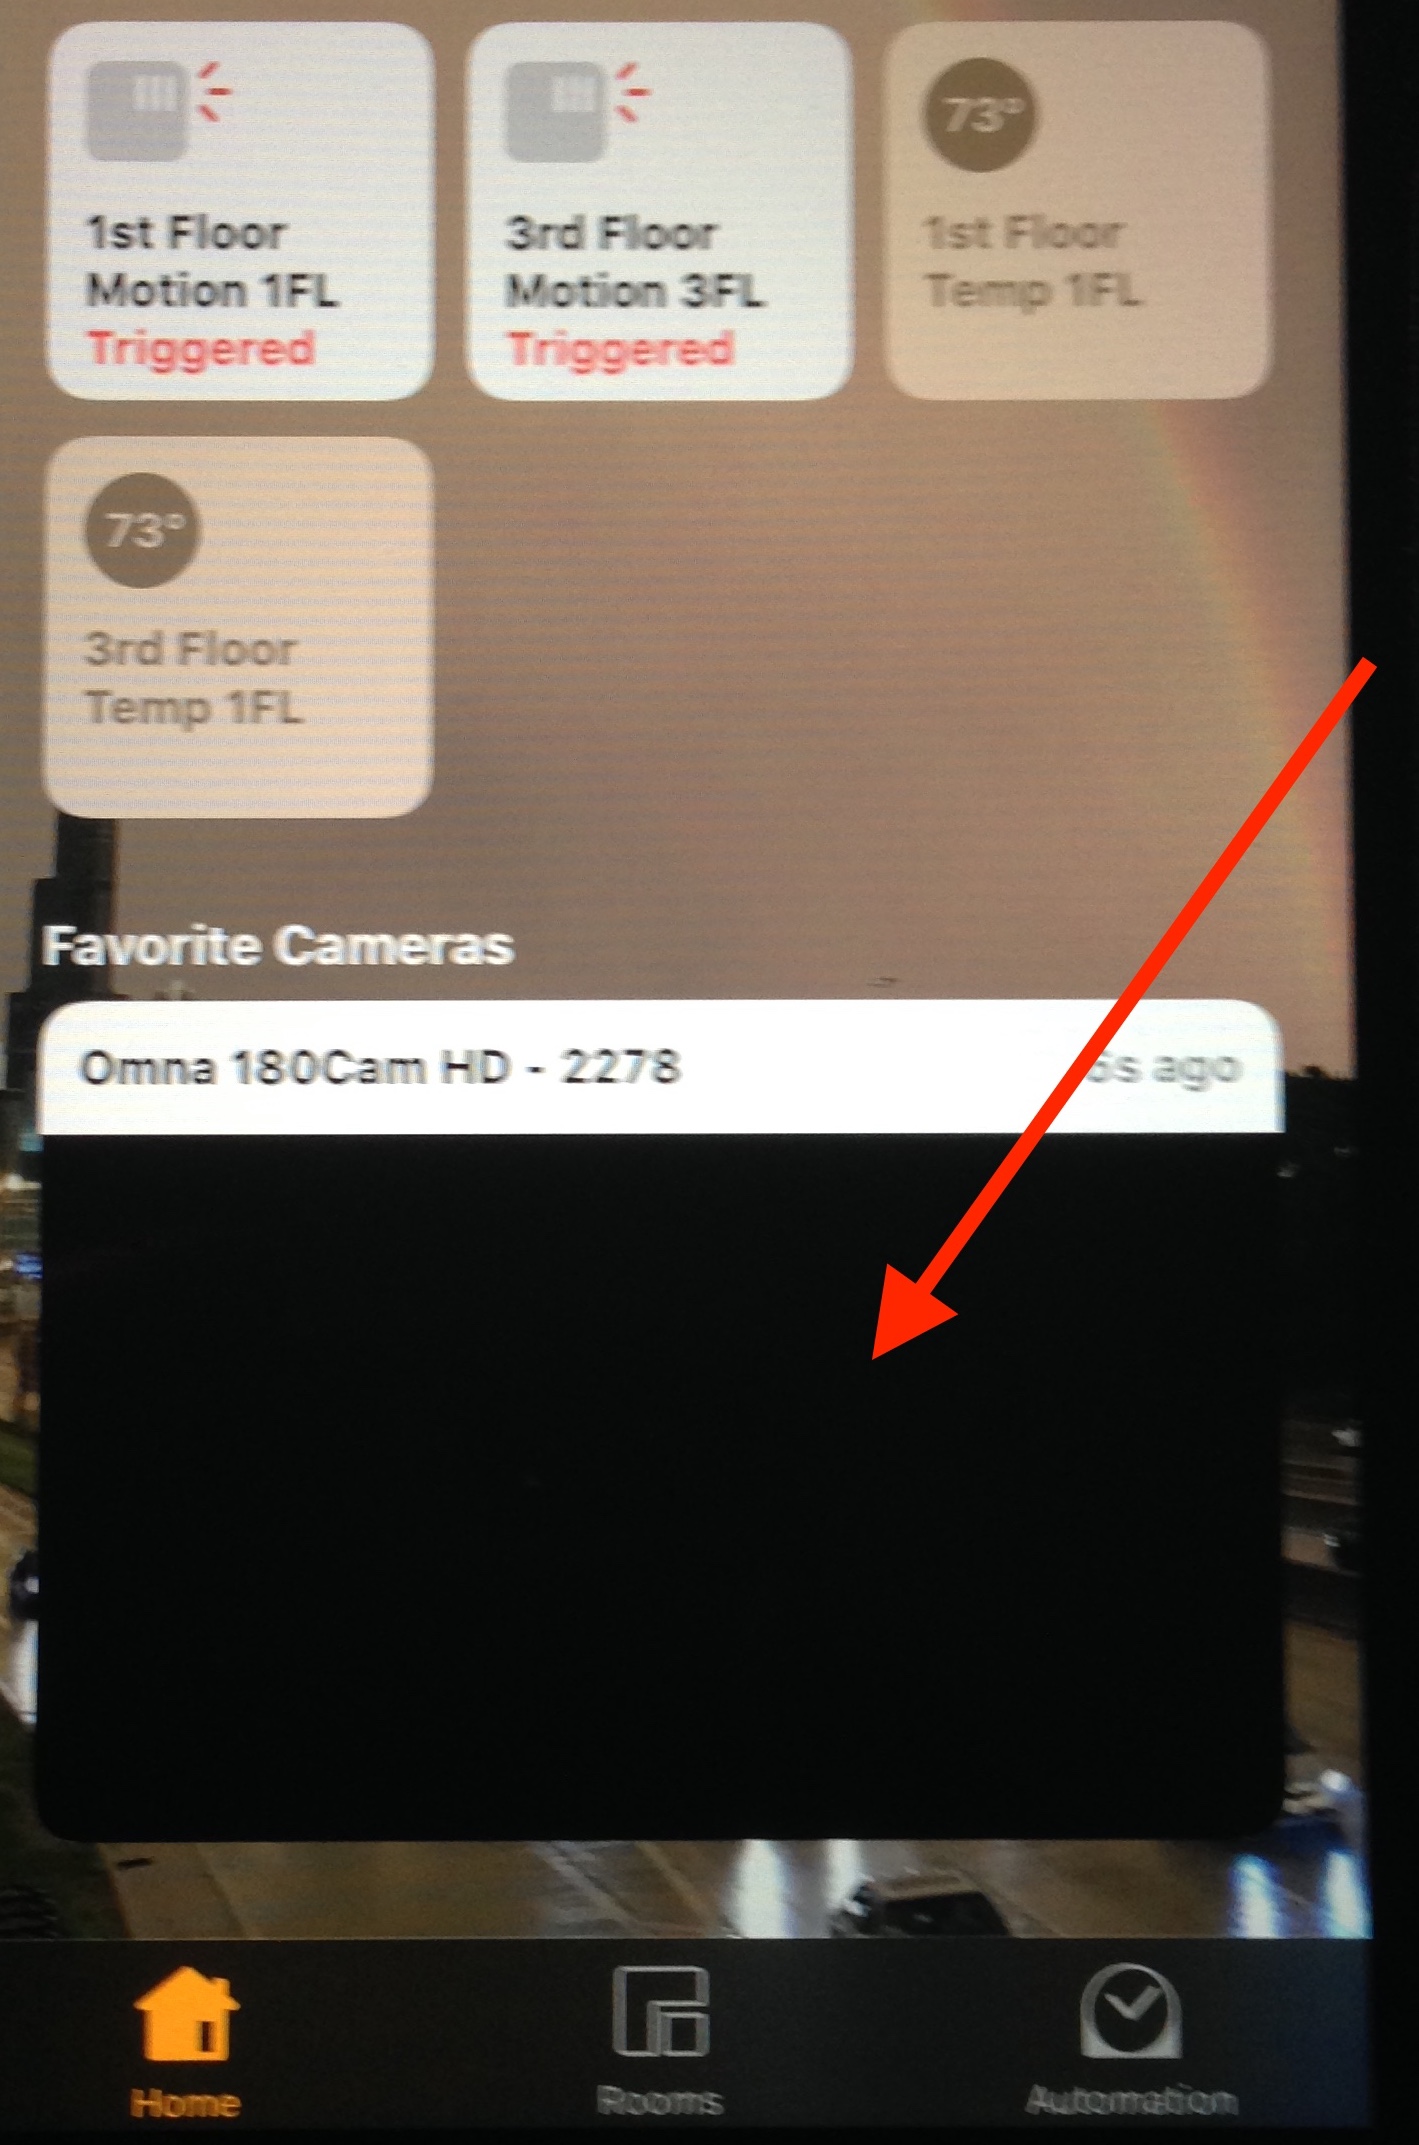 1st Floor
Motion 1FL
Triggered
3rd Floor
Motion 3FL
Triggered
73°
1st Floor
Temp 1FL
73°
3rd Floor
Temp 1FL
Favorite Cameras
Omna 180Cam HD - 2278
ago
Home
Rooms
Automation